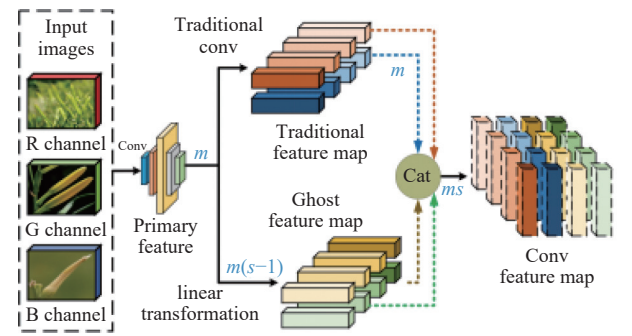 Input
images
R channel
G channel
B channel
Conv
Primary
feature
m
Traditional
conv
m
Traditional
feature map
Ghost
feature map
m(s−1)
linear
transformation
Cat
ms
Conv
feature map